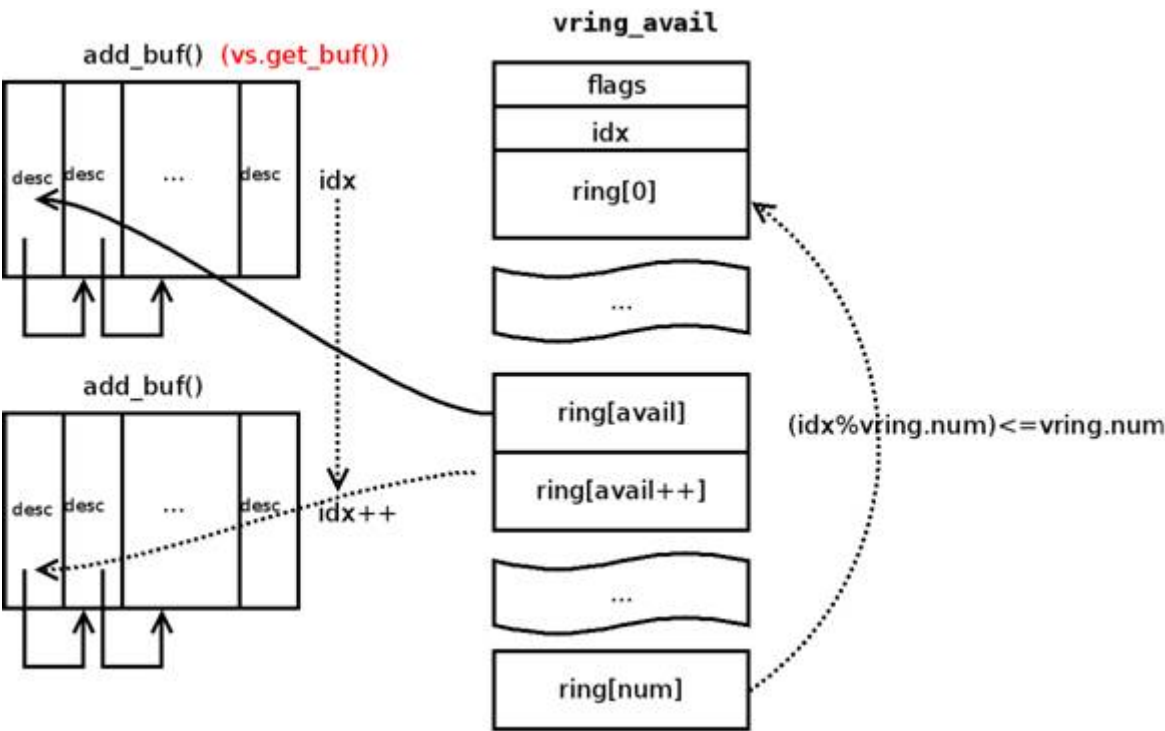 vring_avail
add_buf() (vs.get_buf())
flags
idx
ring[0]
desc desc ... desc
idx
...
add_buf()
ring[avail]
(idx%vring.num)<=vring.num
ring[avail++]
desc desc ... desc
idx++
...
ring[num]